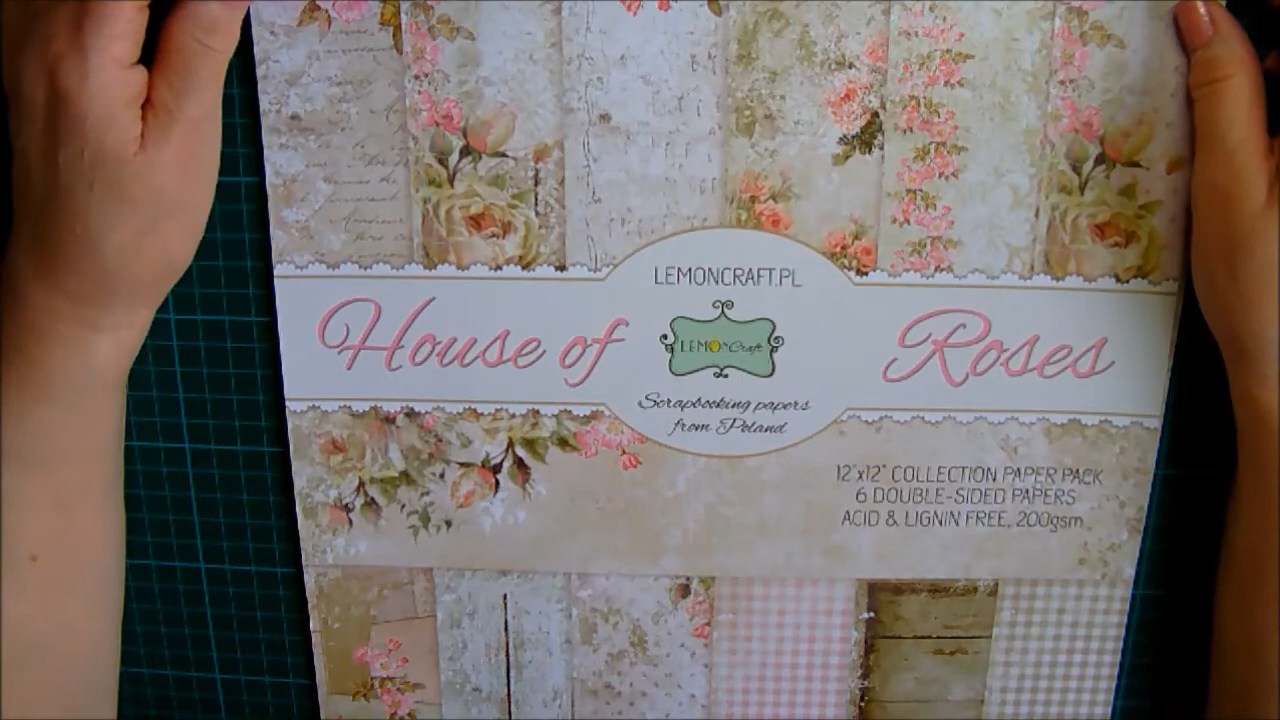 LEMONCRAFT.PL
House of Roses
LEMONCraft
Scrapbooking papers
from Poland
12"x12" COLLECTION PAPER PACK
6 DOUBLE-SIDED PAPERS
ACID & LIGNIN FREE, 200gsm